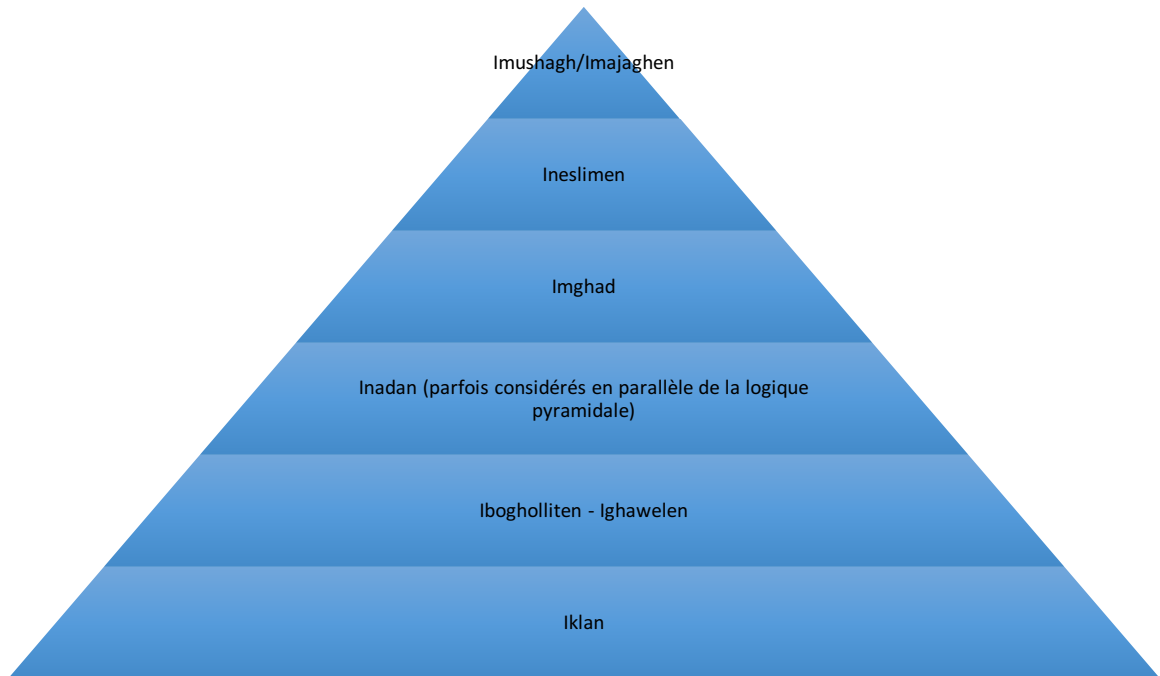 Imushagh/Imajaghen
Ineslimen
Imghad
Inadan (parfois considérés en parallèle de la logique
pyramidale)
Ibogholliten - Ighawelen
Iklan